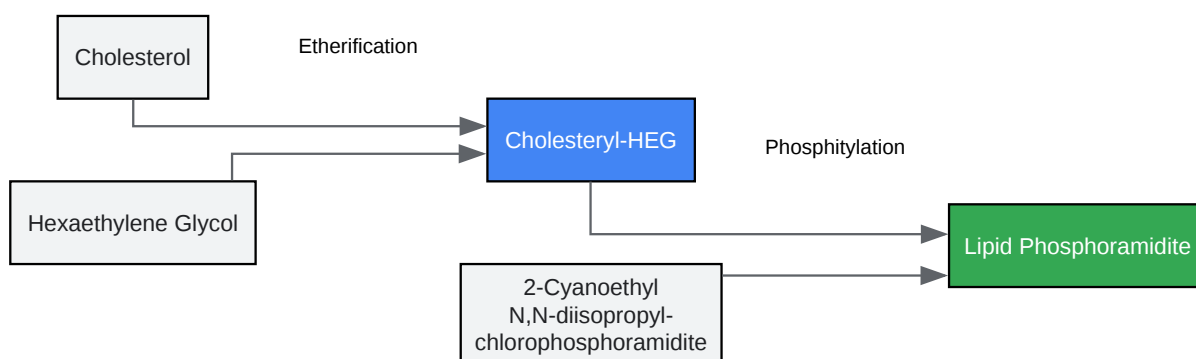 Cholesterol
Etherification
Cholesteryl-HEG
Phosphitylation
Hexaethylene Glycol
Lipid Phosphoramidite
2-Cyanoethyl
N,N-diisopropyl-
chlorophosphoramidite